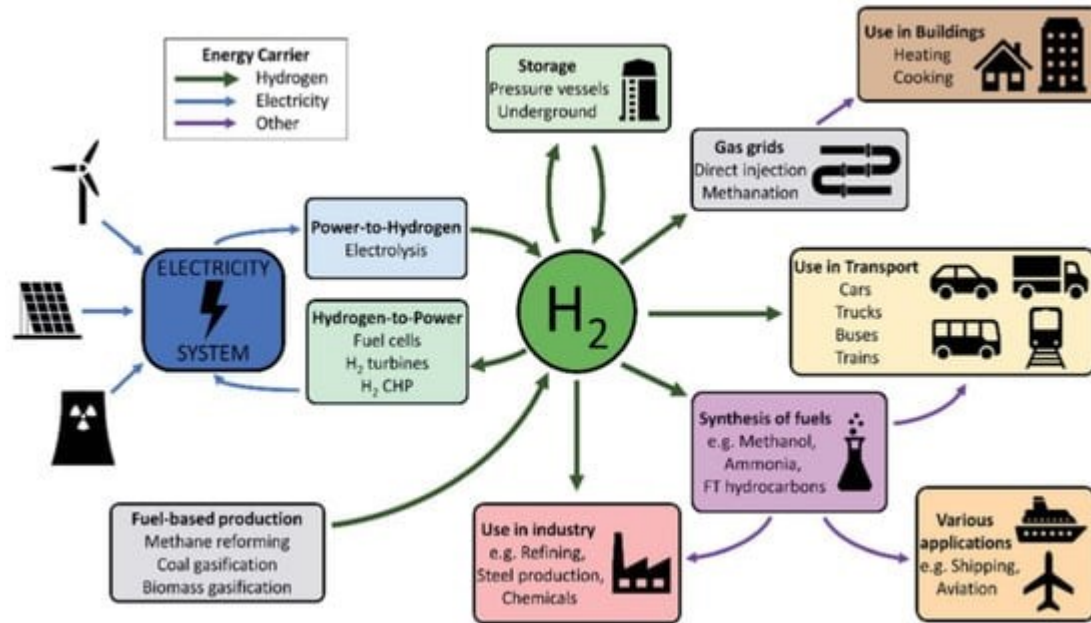 Energy Carrier
Hydrogen
Electricity
Other
Storage
Pressure vessels
Underground
Use in Buildings
Heating
Cooking
Gas grids
Direct injection
Methanation
Power-to-Hydrogen
Electrolysis
ELECTRICITY
SYSTEM
Hydrogen-to-Power
Fuel cells
H₂ turbines
H₂ CHP
H₂
Use in Transport
Cars
Trucks
Buses
Trains
Synthesis of fuels
e.g. Methanol,
Ammonia,
FT hydrocarbons
Fuel-based production
Methane reforming
Coal gasification
Biomass gasification
Use in industry
e.g. Refining,
Steel production,
Chemicals
Various
applications
e.g. Shipping,
Aviation